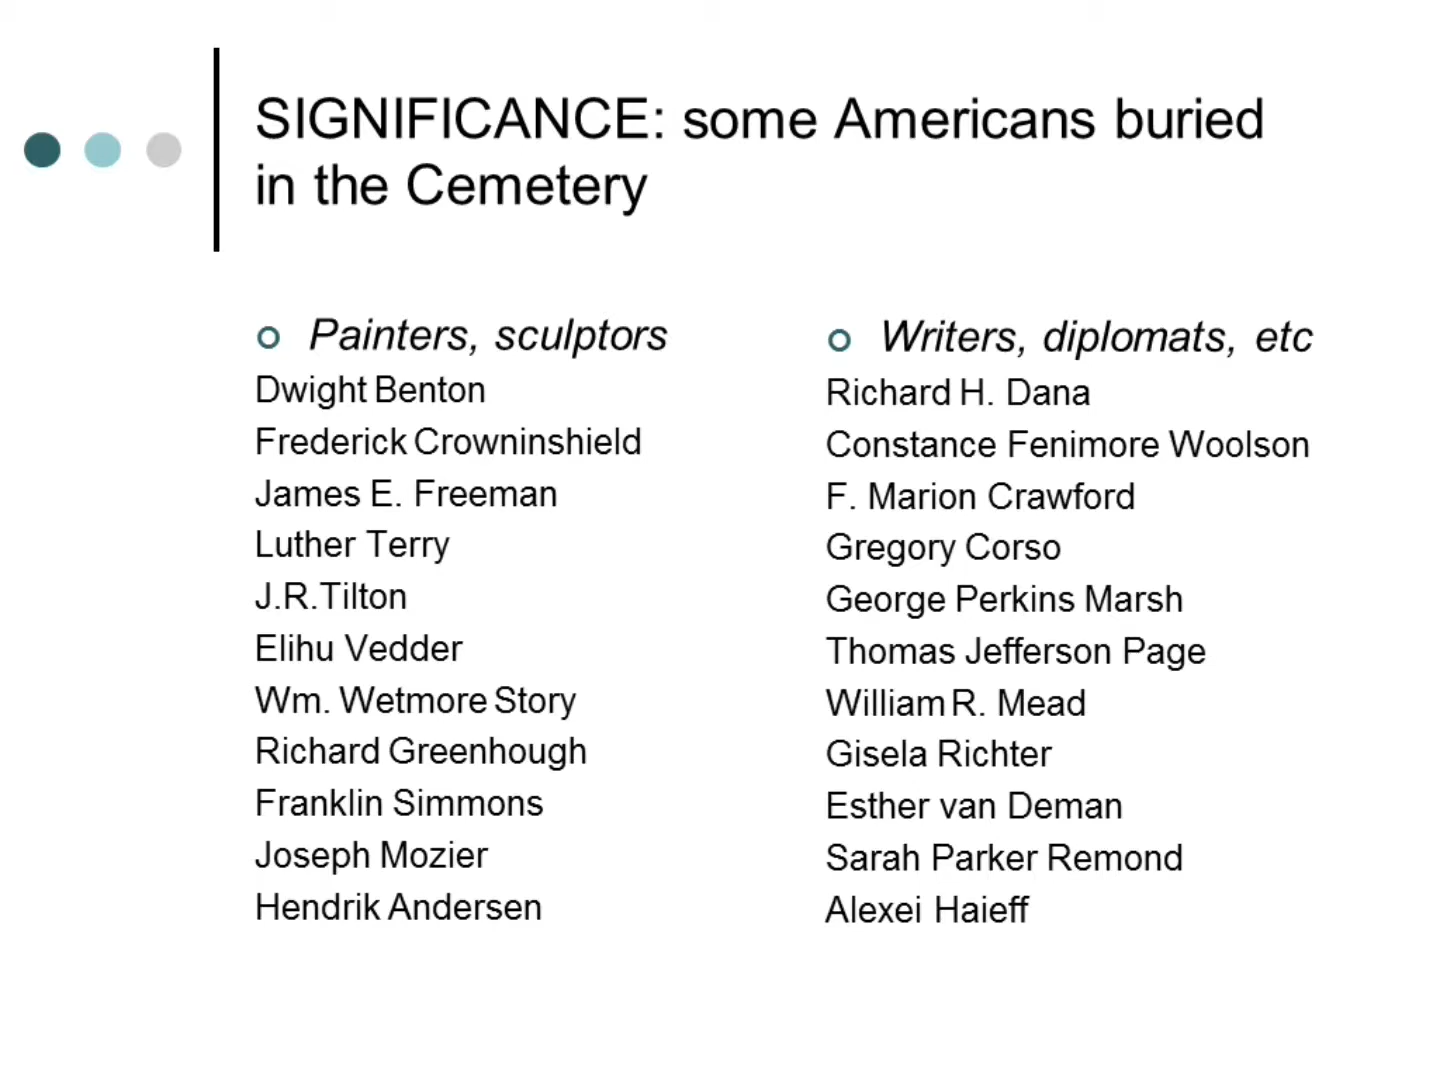 SIGNIFICANCE: some Americans buried
in the Cemetery
Painters, sculptors
Dwight Benton
Frederick Crowninshield
James E. Freeman
Luther Terry
J.R.Tilton
Elihu Vedder
Wm. Wetmore Story
Richard Greenhough
Franklin Simmons
Joseph Mozier
Hendrik Andersen
Writers, diplomats, etc
Richard H. Dana
Constance Fenimore Woolson
F. Marion Crawford
Gregory Corso
George Perkins Marsh
Thomas Jefferson Page
William R. Mead
Gisela Richter
Esther van Deman
Sarah Parker Remond
Alexei Haieff